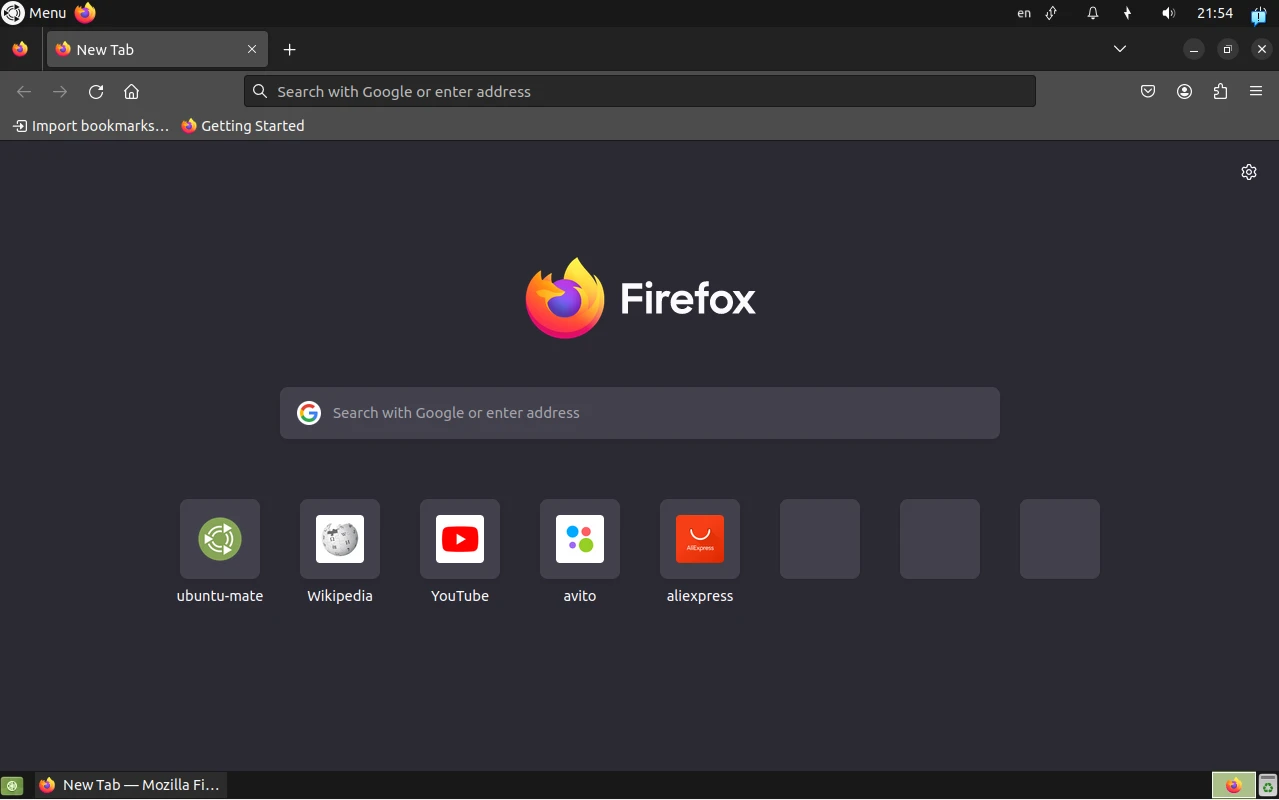 Menu en 21:54
New Tab
Search with Google or enter address
Import bookmarks… Getting Started
Firefox
Search with Google or enter address
AliExpress
ubuntu-mate Wikipedia YouTube avito aliexpress
New Tab — Mozilla Fi…